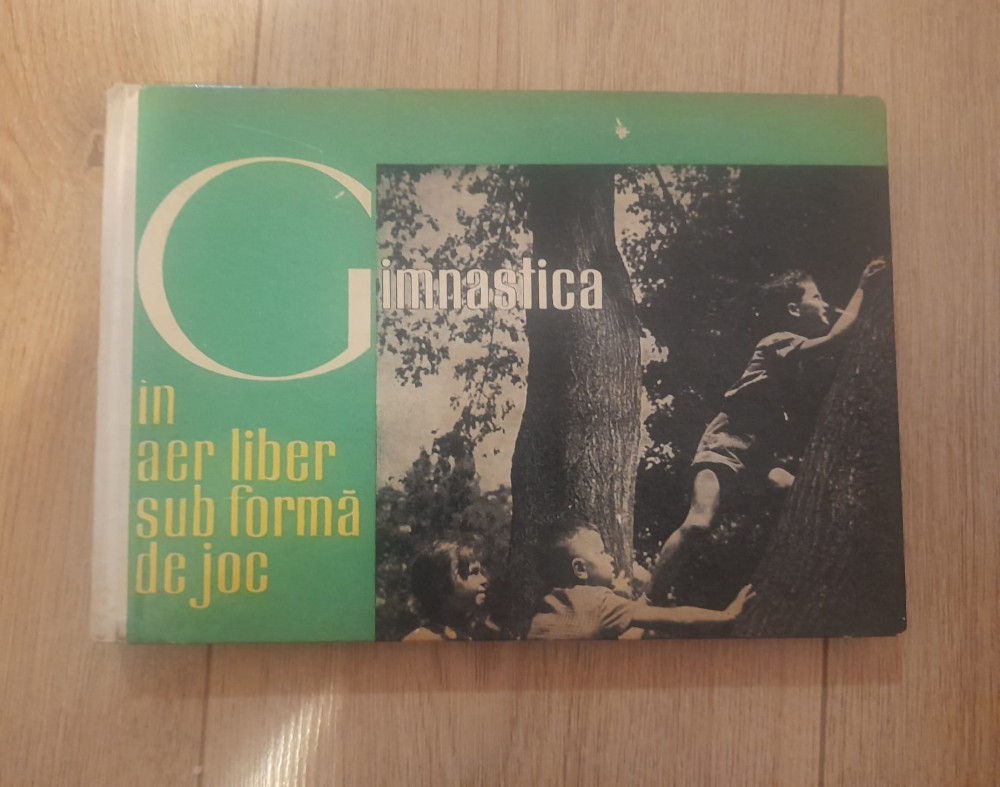 Gimnastica
in
aer liber
sub formă
de joc